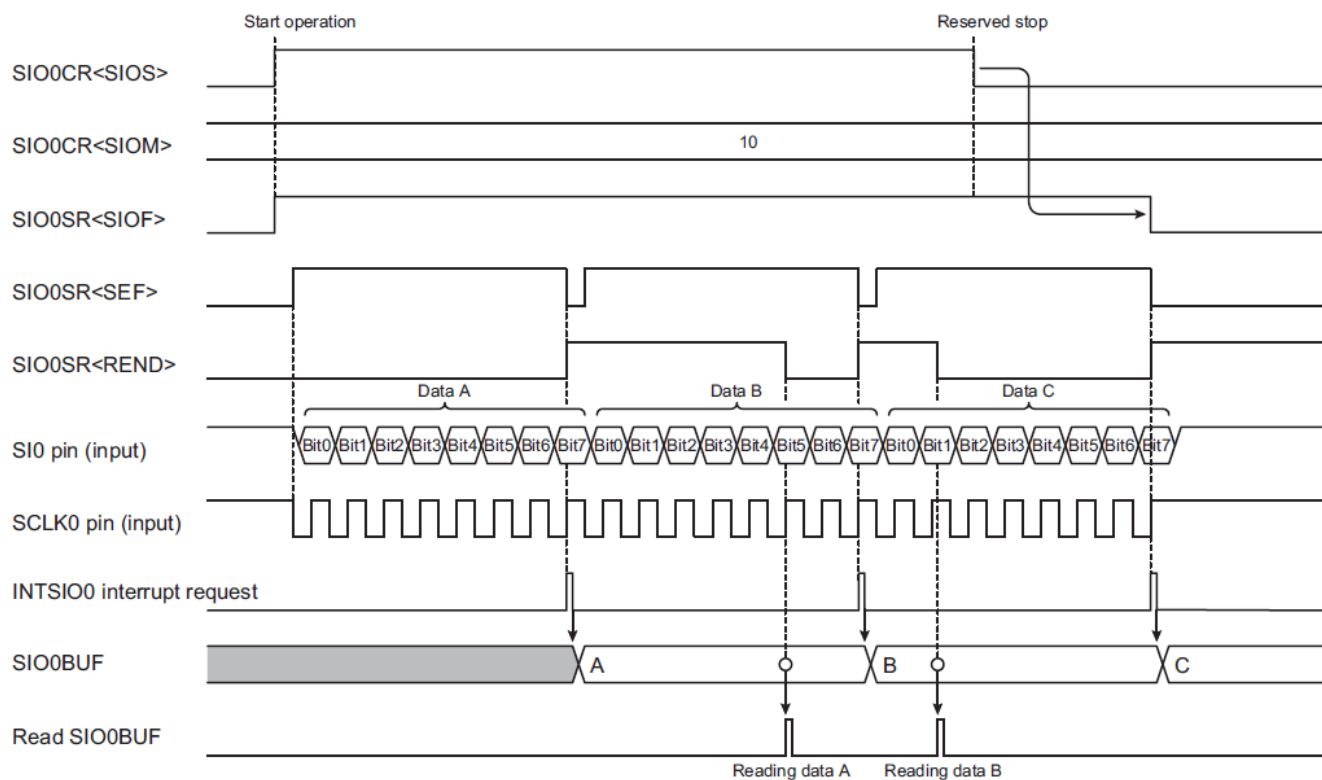 Start operation Reserved stop
SIO0CR<SIOS>
SIO0CR<SIOM> 10
SIO0SR<SIOF>
SIO0SR<SEF>
SIO0SR<REND>
Data A Data B Data C
SI0 pin (input) Bit0 Bit1 Bit2 Bit3 Bit4 Bit5 Bit6 Bit7 Bit0 Bit1 Bit2 Bit3 Bit4 Bit5 Bit6 Bit7 Bit0 Bit1 Bit2 Bit3 Bit4 Bit5 Bit6 Bit7
SCLK0 pin (input)
INTSIO0 interrupt request
SIO0BUF A B C
Read SIO0BUF
Reading data A Reading data B